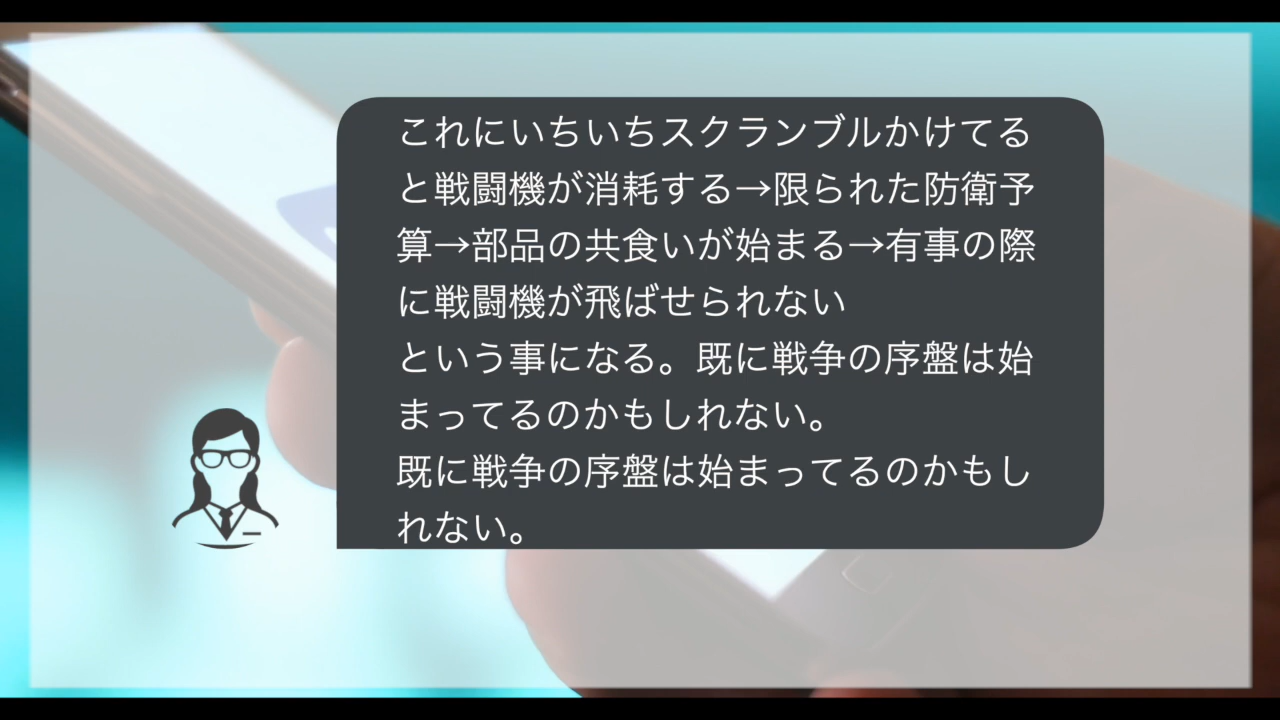 これにいちいちスクランブルかけてる
と戦闘機が消耗する→限られた防衛予
算→部品の共食いが始まる→有事の際
に戦闘機が飛ばせられない
という事になる。既に戦争の序盤は始
まってるのかもしれない。
既に戦争の序盤は始まってるのかもし
れない。